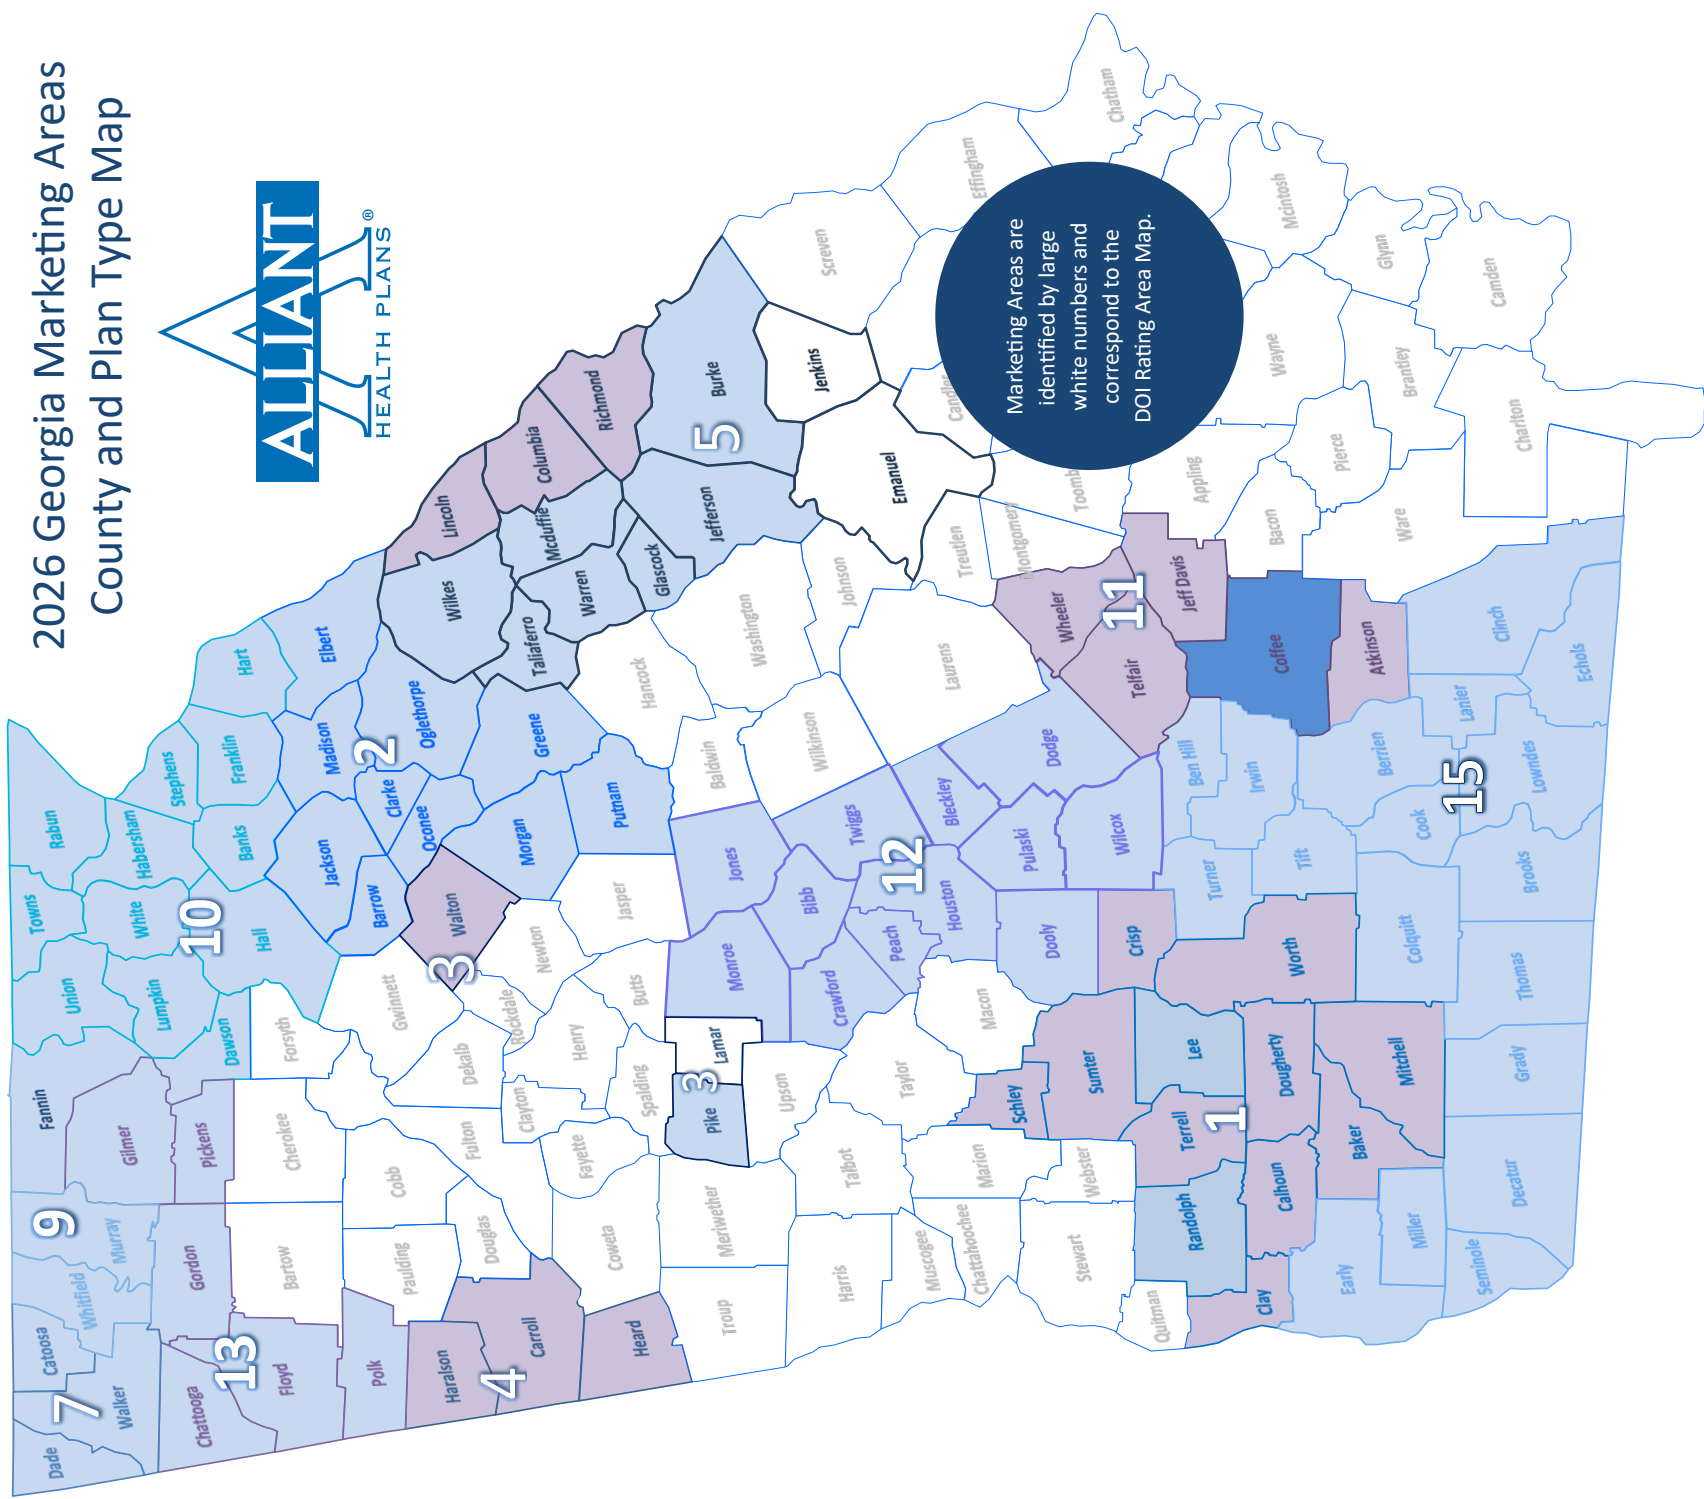 2026 Georgia Marketing Areas
County and Plan Type Map
ALLIANT
HEALTH PLANS®
Marketing Areas are
identified by large
white numbers and
correspond to the
DOI Rating Area Map.
Dade
Walker
Catoosa
7
Whitfield
Murray
9
Fannin
Union
Towns
Rabun
Gilmer
Lumpkin
White
Habersham
Stephens
10
Chattooga
Gordon
Pickens
Dawson
Hall
Banks
Franklin
Hart
13
Floyd
Bartow
Cherokee
Forsyth
Jackson
Madison
Elbert
2
Polk
Paulding
Cobb
Gwinnett
Barrow
Clarke
Oglethorpe
Oconee
Wilkes
Lincoln
Haralson
Douglas
Fulton
Dekalb
3
Walton
Carroll
4
Clayton
Rockdale
Newton
Morgan
Greene
Taliaferro
Mcduffie
Columbia
Richmond
Warren
Glascock
Heard
Coweta
Fayette
Henry
Spalding
Butts
Jasper
Putnam
Hancock
Jefferson
Burke
5
Troup
Meriwether
Pike
3
Lamar
Monroe
Jones
Baldwin
Washington
Jenkins
Screven
Harris
Talbot
Upson
Crawford
Bibb
Twiggs
Wilkinson
Johnson
Emanuel
Candler
Effingham
Muscogee
Chattahoochee
Marion
Taylor
Peach
12
Houston
Bleckley
Laurens
Treutlen
Montgomery
Toomb
Chatham
Schley
Macon
Dooly
Pulaski
Dodge
Wheeler
11
Stewart
Webster
Sumter
Crisp
Wilcox
Telfair
Jeff Davis
Appling
Quitman
Randolph
Terrell
Lee
1
Turner
Ben Hill
Irwin
Coffee
Bacon
Wayne
Mcintosh
Clay
Calhoun
Dougherty
Worth
Tift
Atkinson
Pierce
Brantley
Glynn
Early
Baker
Mitchell
Colquitt
Cook
Berrien
Lanier
Ware
Miller
15
Clinch
Charlton
Camden
Seminole
Decatur
Grady
Thomas
Brooks
Lowndes
Echols